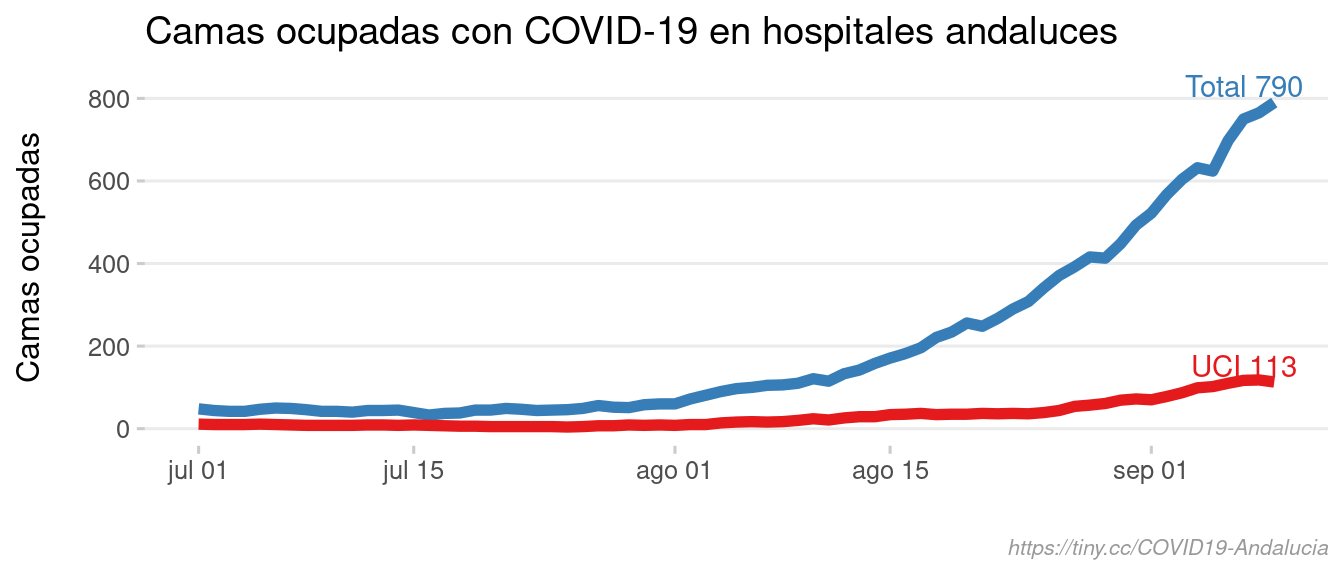 Camas ocupadas con COVID-19 en hospitales andaluces
Camas ocupadas
800
600
400
200
0
Total 790
UCI 113
jul 01
jul 15
ago 01
ago 15
sep 01
https://tiny.cc/COVID19-Andalucia